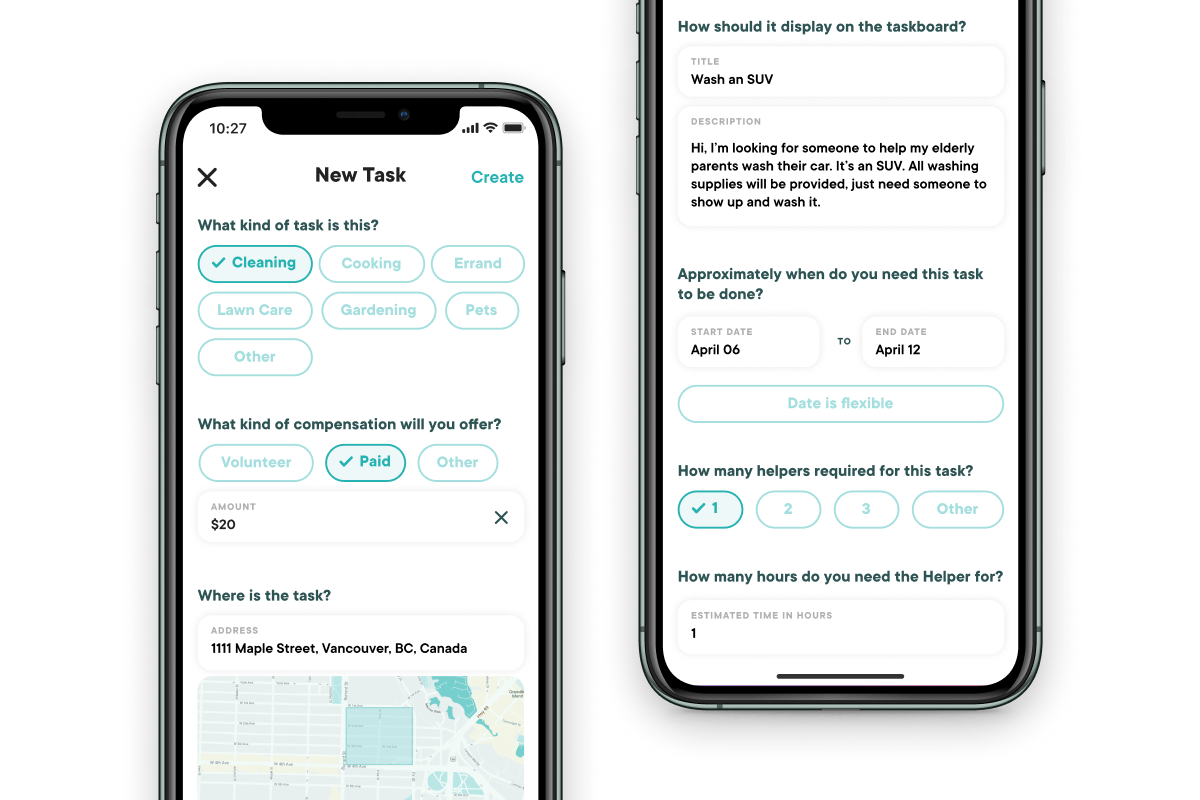 10:27
New Task
Create
What kind of task is this?
Cleaning
Cooking
Errand
Lawn Care
Gardening
Pets
Other
What kind of compensation will you offer?
Volunteer
Paid
Other
AMOUNT
$20
Where is the task?
ADDRESS
1111 Maple Street, Vancouver, BC, Canada
W 4th Ave
W 4th Ave
How should it display on the taskboard?
TITLE
Wash an SUV
DESCRIPTION
Hi, I'm looking for someone to help my elderly
parents wash their car. It's an SUV. All washing
supplies will be provided, just need someone to
show up and wash it.
Approximately when do you need this task
to be done?
START DATE
April 06
TO
END DATE
April 12
Date is flexible
How many helpers required for this task?
1
2
3
Other
How many hours do you need the Helper for?
ESTIMATED TIME IN HOURS
1